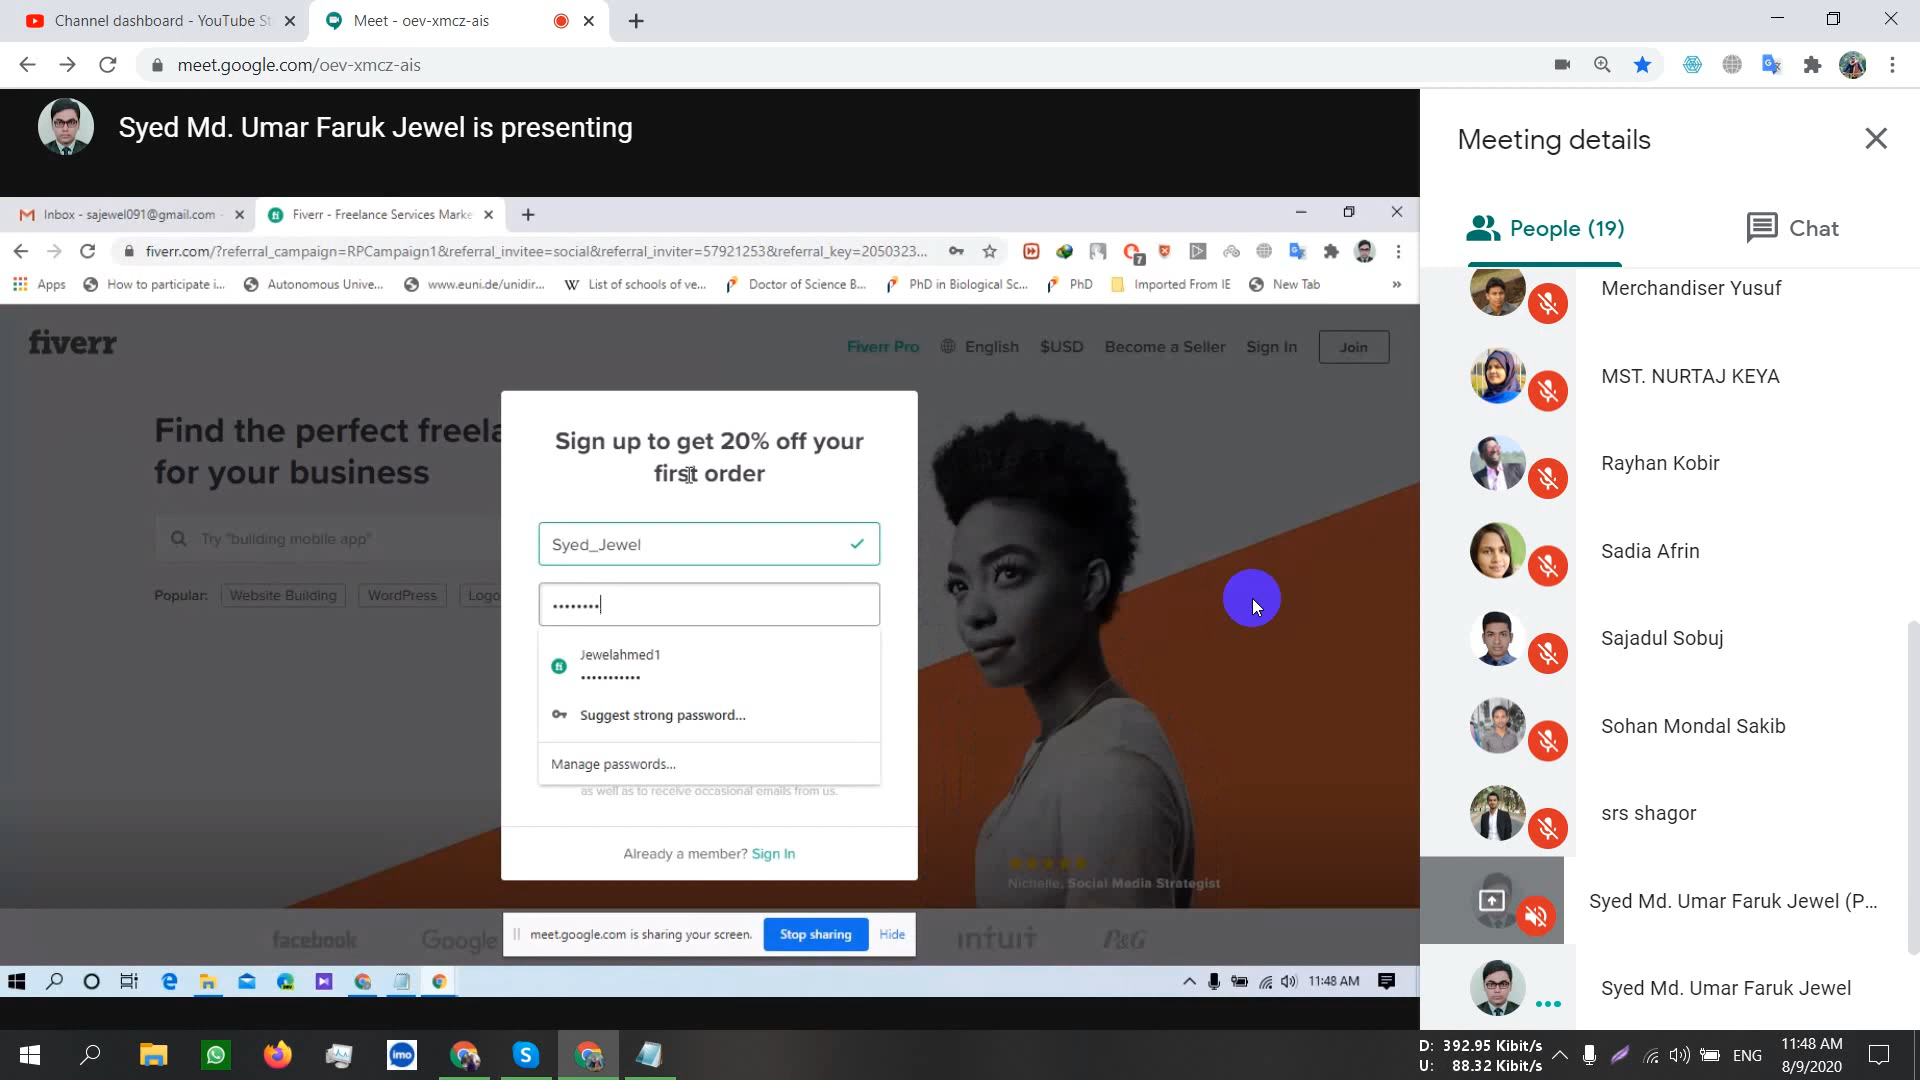 Channel dashboard - YouTube St
Meet - oev-xmcz-ais
meet.google.com/oev-xmcz-ais
Syed Md. Umar Faruk Jewel is presenting
Inbox - sajewel091@gmail.com -
Fiverr - Freelance Services Marke
fiverr.com/?referral_campaign=RPCampaign1&referral_invitee=social&referral_inviter=57921253&referral_key=2050323...
7
Apps
How to participate i...
Autonomous Unive...
www.euni.de/unidir...
List of schools of ve...
Doctor of Science B...
PhD in Biological Sc...
PhD
Imported From IE
New Tab
»
fiverr
Fiverr Pro
English
$USD
Become a Seller
Sign In
Join
Find the perfect freela
for your business
Try "building mobile app"
Popular:
Website Building
WordPress
Logo
Sign up to get 20% off your
first order
Syed_Jewel
••••••••
Jewelahmed1
•••••••••••
Suggest strong password...
Manage passwords...
as well as to receive occasional emails from us.
Already a member? Sign In
Nichelle, Social Media Strategist
facebook
Google
intuit
P&G
meet.google.com is sharing your screen.
Stop sharing
Hide
11:48 AM
Meeting details
People (19)
Chat
Merchandiser Yusuf
MST. NURTAJ KEYA
Rayhan Kobir
Sadia Afrin
Sajadul Sobuj
Sohan Mondal Sakib
srs shagor
Syed Md. Umar Faruk Jewel (P...
Syed Md. Umar Faruk Jewel
imo
D: 392.95 Kibit/s
U: 88.32 Kibit/s
ENG
11:48 AM
8/9/2020